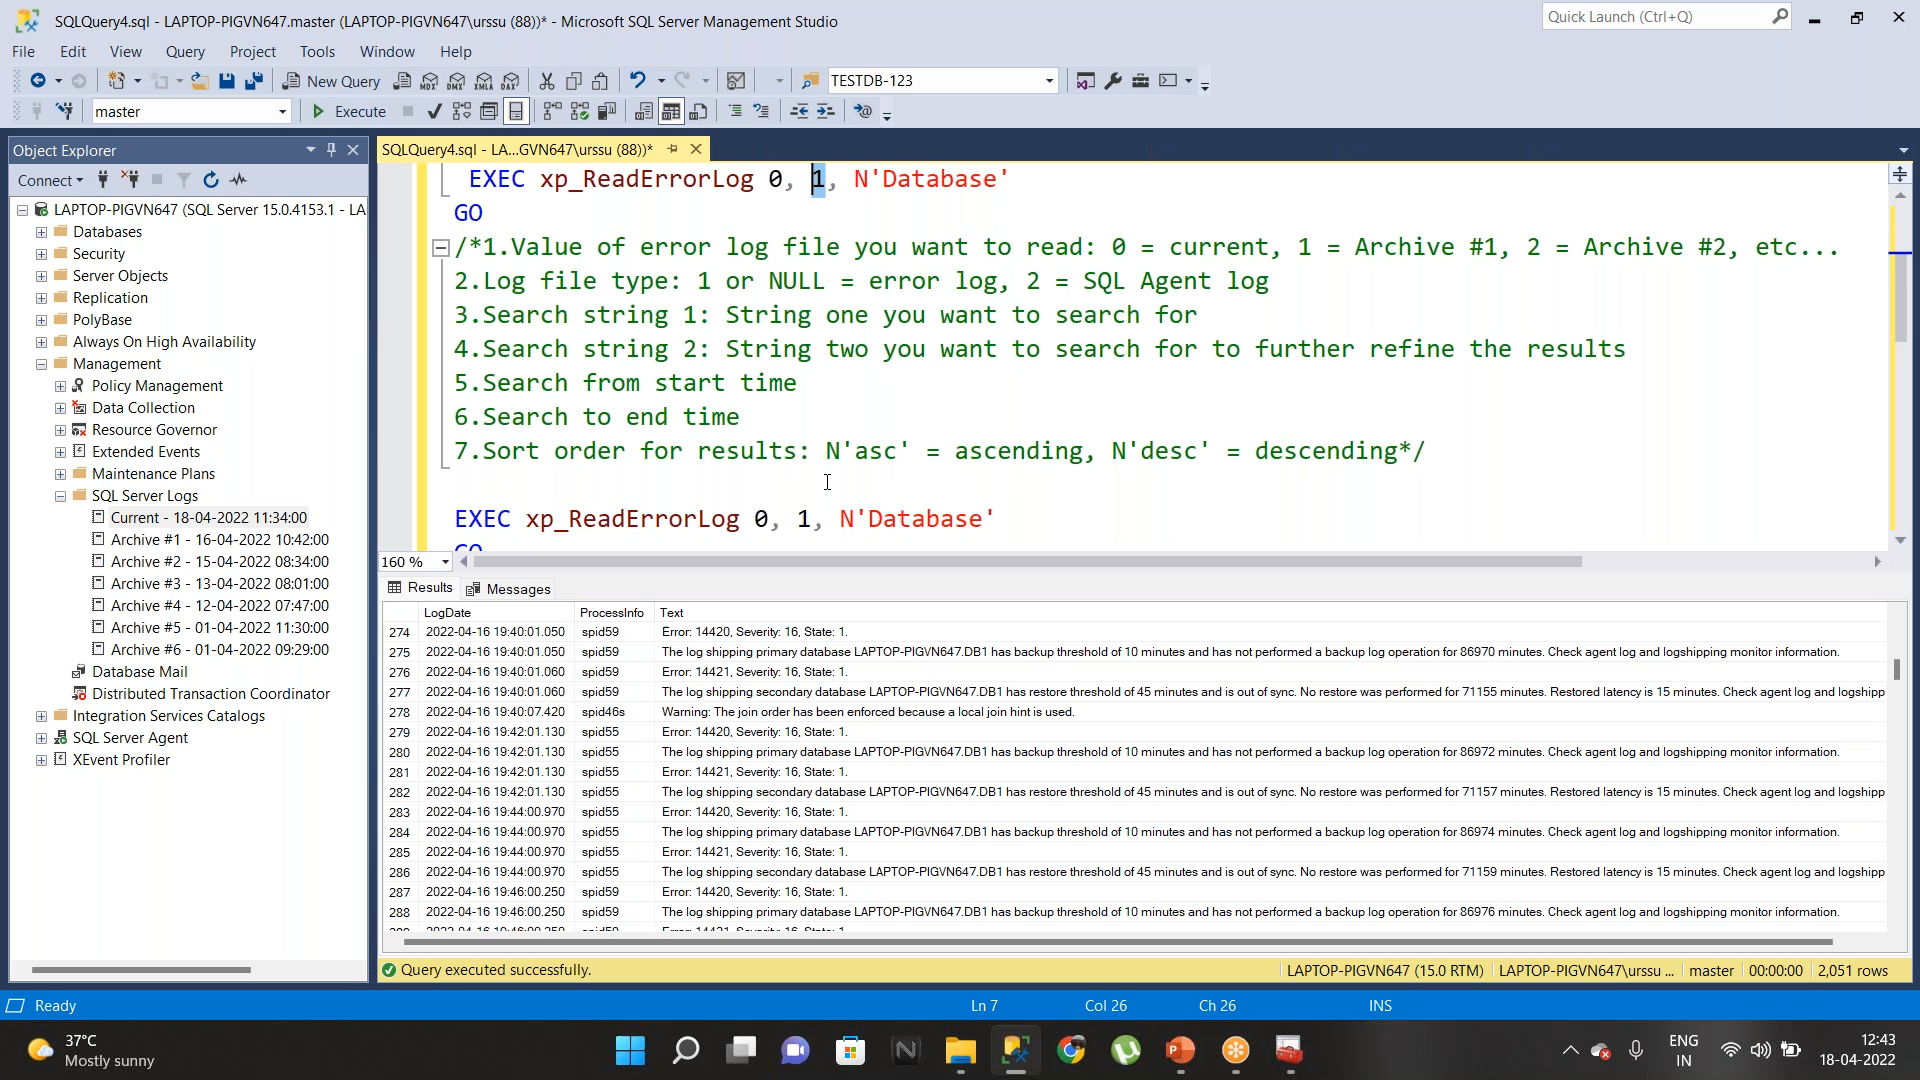 SQLQuery4.sql - LAPTOP-PIGVN647.master (LAPTOP-PIGVN647\urssu (88))* - Microsoft SQL Server Management Studio
Quick Launch (Ctrl+Q)
File Edit View Query Project Tools Window Help
New Query MDX DMX XMLA DAX TESTDB-123
master Execute
Object Explorer
SQLQuery4.sql - LA...GVN647\urssu (88))*
Connect
LAPTOP-PIGVN647 (SQL Server 15.0.4153.1 - LA
Databases
Security
Server Objects
Replication
PolyBase
Always On High Availability
Management
Policy Management
Data Collection
Resource Governor
Extended Events
Maintenance Plans
SQL Server Logs
Current - 18-04-2022 11:34:00
Archive #1 - 16-04-2022 10:42:00
Archive #2 - 15-04-2022 08:34:00
Archive #3 - 13-04-2022 08:01:00
Archive #4 - 12-04-2022 07:47:00
Archive #5 - 01-04-2022 11:30:00
Archive #6 - 01-04-2022 09:29:00
Database Mail
Distributed Transaction Coordinator
Integration Services Catalogs
SQL Server Agent
XEvent Profiler
EXEC xp_ReadErrorLog 0, 1, N'Database'
GO
/*1.Value of error log file you want to read: 0 = current, 1 = Archive #1, 2 = Archive #2, etc...
2.Log file type: 1 or NULL = error log, 2 = SQL Agent log
3.Search string 1: String one you want to search for
4.Search string 2: String two you want to search for to further refine the results
5.Search from start time
6.Search to end time
7.Sort order for results: N'asc' = ascending, N'desc' = descending*/
EXEC xp_ReadErrorLog 0, 1, N'Database'
GO
160 %
Results Messages
LogDate ProcessInfo Text
274 2022-04-16 19:40:01.050 spid59 Error: 14420, Severity: 16, State: 1.
275 2022-04-16 19:40:01.050 spid59 The log shipping primary database LAPTOP-PIGVN647.DB1 has backup threshold of 10 minutes and has not performed a backup log operation for 86970 minutes. Check agent log and logshipping monitor information.
276 2022-04-16 19:40:01.060 spid59 Error: 14421, Severity: 16, State: 1.
277 2022-04-16 19:40:01.060 spid59 The log shipping secondary database LAPTOP-PIGVN647.DB1 has restore threshold of 45 minutes and is out of sync. No restore was performed for 71155 minutes. Restored latency is 15 minutes. Check agent log and logshipp
278 2022-04-16 19:40:07.420 spid46s Warning: The join order has been enforced because a local join hint is used.
279 2022-04-16 19:42:01.130 spid55 Error: 14420, Severity: 16, State: 1.
280 2022-04-16 19:42:01.130 spid55 The log shipping primary database LAPTOP-PIGVN647.DB1 has backup threshold of 10 minutes and has not performed a backup log operation for 86972 minutes. Check agent log and logshipping monitor information.
281 2022-04-16 19:42:01.130 spid55 Error: 14421, Severity: 16, State: 1.
282 2022-04-16 19:42:01.130 spid55 The log shipping secondary database LAPTOP-PIGVN647.DB1 has restore threshold of 45 minutes and is out of sync. No restore was performed for 71157 minutes. Restored latency is 15 minutes. Check agent log and logshipp
283 2022-04-16 19:44:00.970 spid55 Error: 14420, Severity: 16, State: 1.
284 2022-04-16 19:44:00.970 spid55 The log shipping primary database LAPTOP-PIGVN647.DB1 has backup threshold of 10 minutes and has not performed a backup log operation for 86974 minutes. Check agent log and logshipping monitor information.
285 2022-04-16 19:44:00.970 spid55 Error: 14421, Severity: 16, State: 1.
286 2022-04-16 19:44:00.970 spid55 The log shipping secondary database LAPTOP-PIGVN647.DB1 has restore threshold of 45 minutes and is out of sync. No restore was performed for 71159 minutes. Restored latency is 15 minutes. Check agent log and logshipp
287 2022-04-16 19:46:00.250 spid59 Error: 14420, Severity: 16, State: 1.
288 2022-04-16 19:46:00.250 spid59 The log shipping primary database LAPTOP-PIGVN647.DB1 has backup threshold of 10 minutes and has not performed a backup log operation for 86976 minutes. Check agent log and logshipping monitor information.
Query executed successfully. LAPTOP-PIGVN647 (15.0 RTM) LAPTOP-PIGVN647\urssu ... master 00:00:00 2,051 rows
Ready Ln 7 Col 26 Ch 26 INS
37°C
Mostly sunny
ENG
IN
12:43
18-04-2022